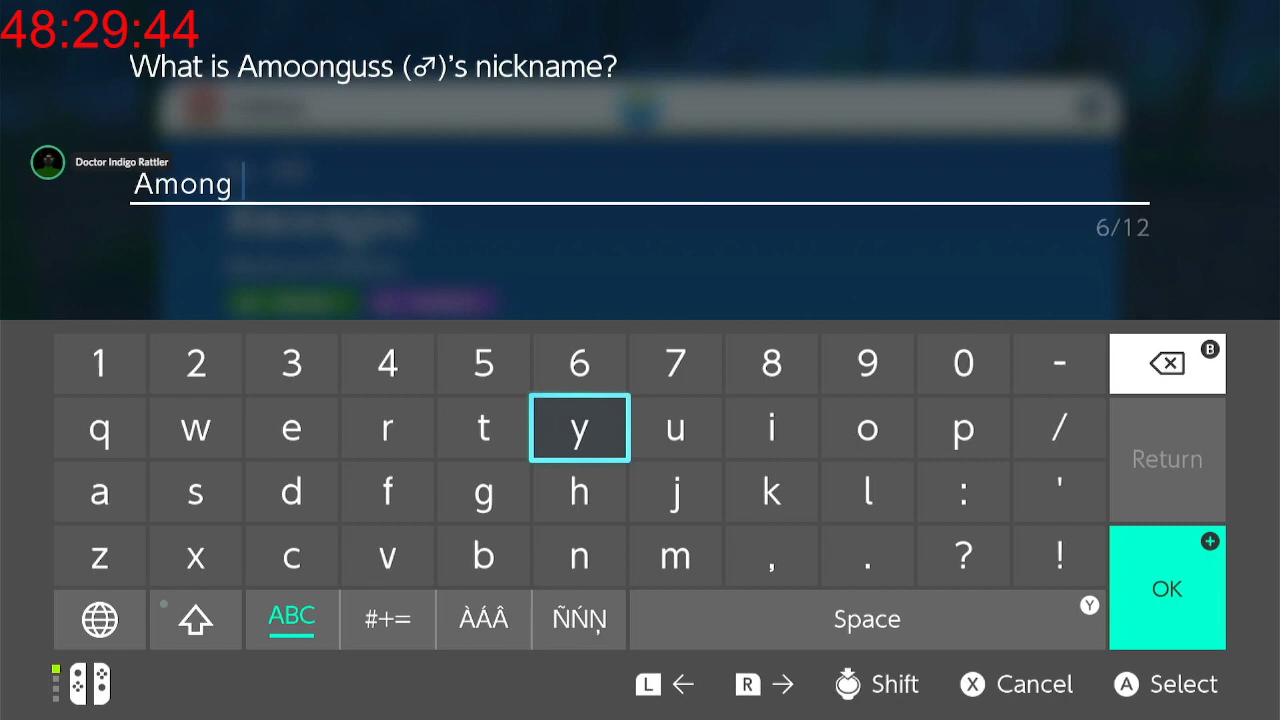 48:29:44
What is Amoonguss (♂)'s nickname?
Doctor Indigo Rattler
Among
6/12
1 2 3 4 5 6 7 8 9 0 -
q w e r t y u i o p /
Return
a s d f g h j k l : '
z x c v b n m , . ? !
OK
ABC #+= ÀÁÂ ÑŃŅ Space
L ← R → Shift X Cancel A Select